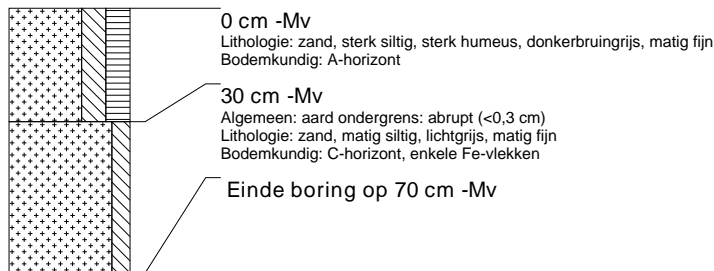 0 cm -Mv
Lithologie: zand, sterk siltig, sterk humeus, donkerbruingrijs, matig fijn
Bodemkundig: A-horizont
30 cm -Mv
Algemeen: aard ondergrens: abrupt (<0,3 cm)
Lithologie: zand, matig siltig, lichtgrijs, matig fijn
Bodemkundig: C-horizont, enkele Fe-vlekken
Einde boring op 70 cm -Mv